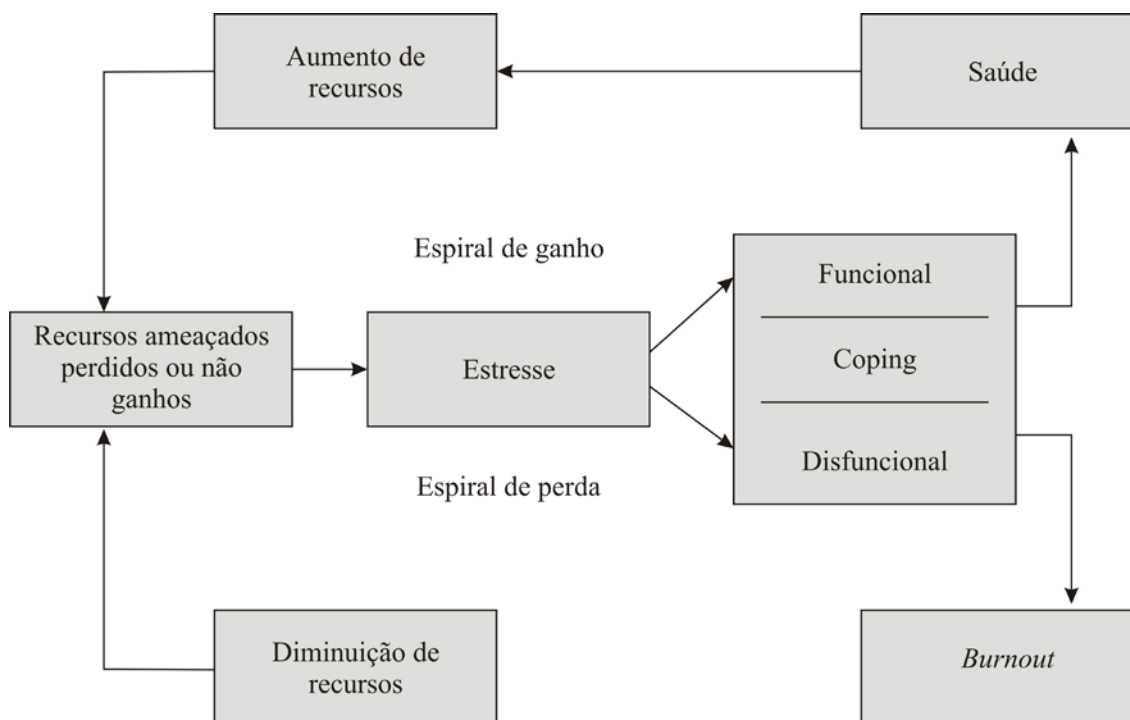 Aumento de
recursos
Saúde
Espiral de ganho
Funcional
Recursos ameaçados
perdidos ou não
ganhos
Estresse
Coping
Disfuncional
Espiral de perda
Diminuição de
recursos
Burnout